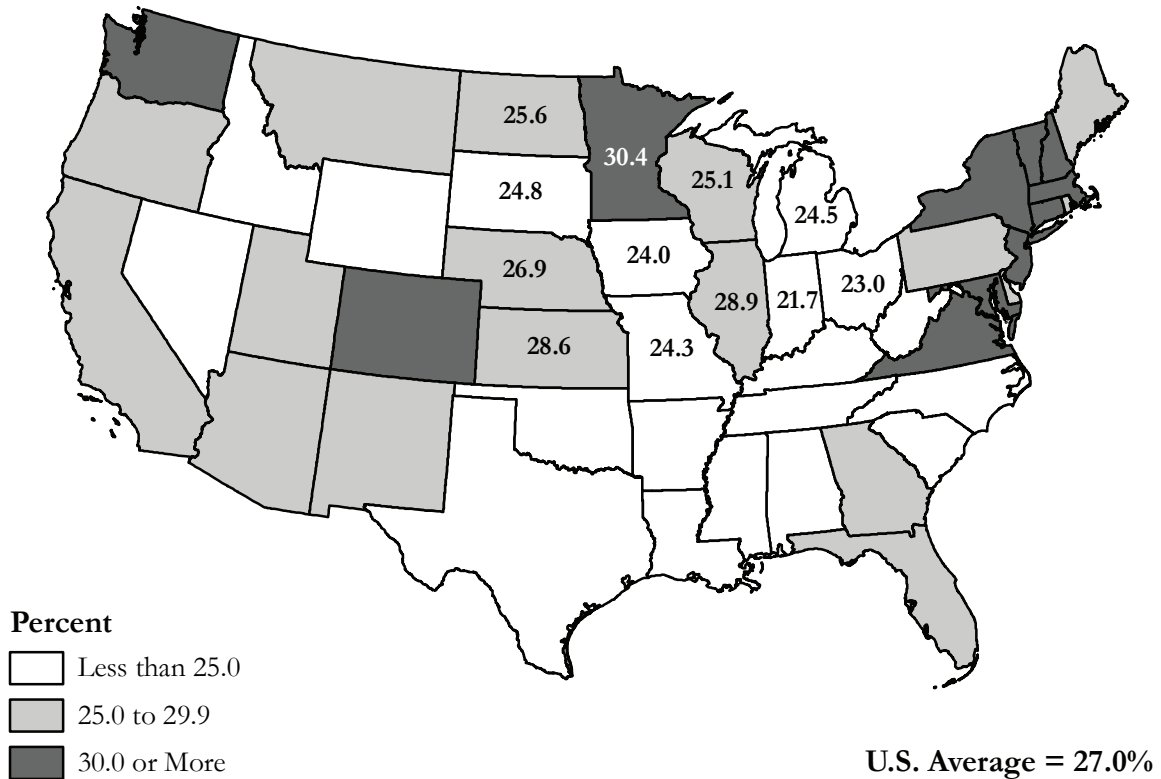 25.6
30.4
24.8
25.1
24.5
24.0
26.9
28.9
21.7
23.0
28.6
24.3
Percent
Less than 25.0
25.0 to 29.9
30.0 or More
U.S. Average = 27.0%